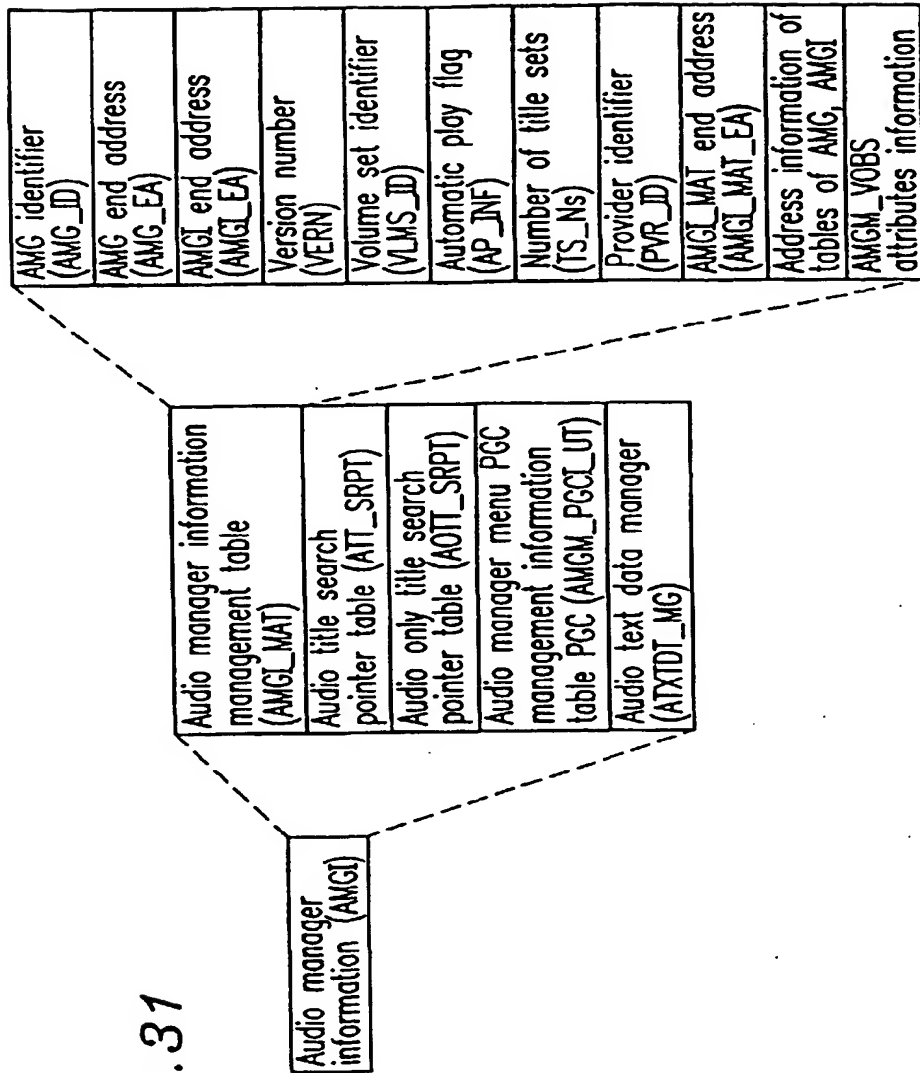 .31
Audio manager
information (AMGI)
Audio manager information
management table
(AMGI_MAT)
Audio title search
pointer table (ATT_SRPT)
Audio only title search
pointer table (AOTT_SRPT)
Audio manager menu PGC
management information
table PGC (AMGM_PGCI_UT)
Audio text data manager
(ATXTDT_MG)
AMG identifier
(AMG_ID)
AMG end address
(AMG_EA)
AMGI end address
(AMGI_EA)
Version number
(VERN)
Volume set identifier
(VLMS_ID)
Automatic play flag
(AP_INF)
Number of title sets
(TS_Ns)
Provider identifier
(PVR_ID)
AMGI_MAT end address
(AMGI_MAT_EA)
Address information of
tables of AMG, AMGI
AMGM_VOBS
attributes information